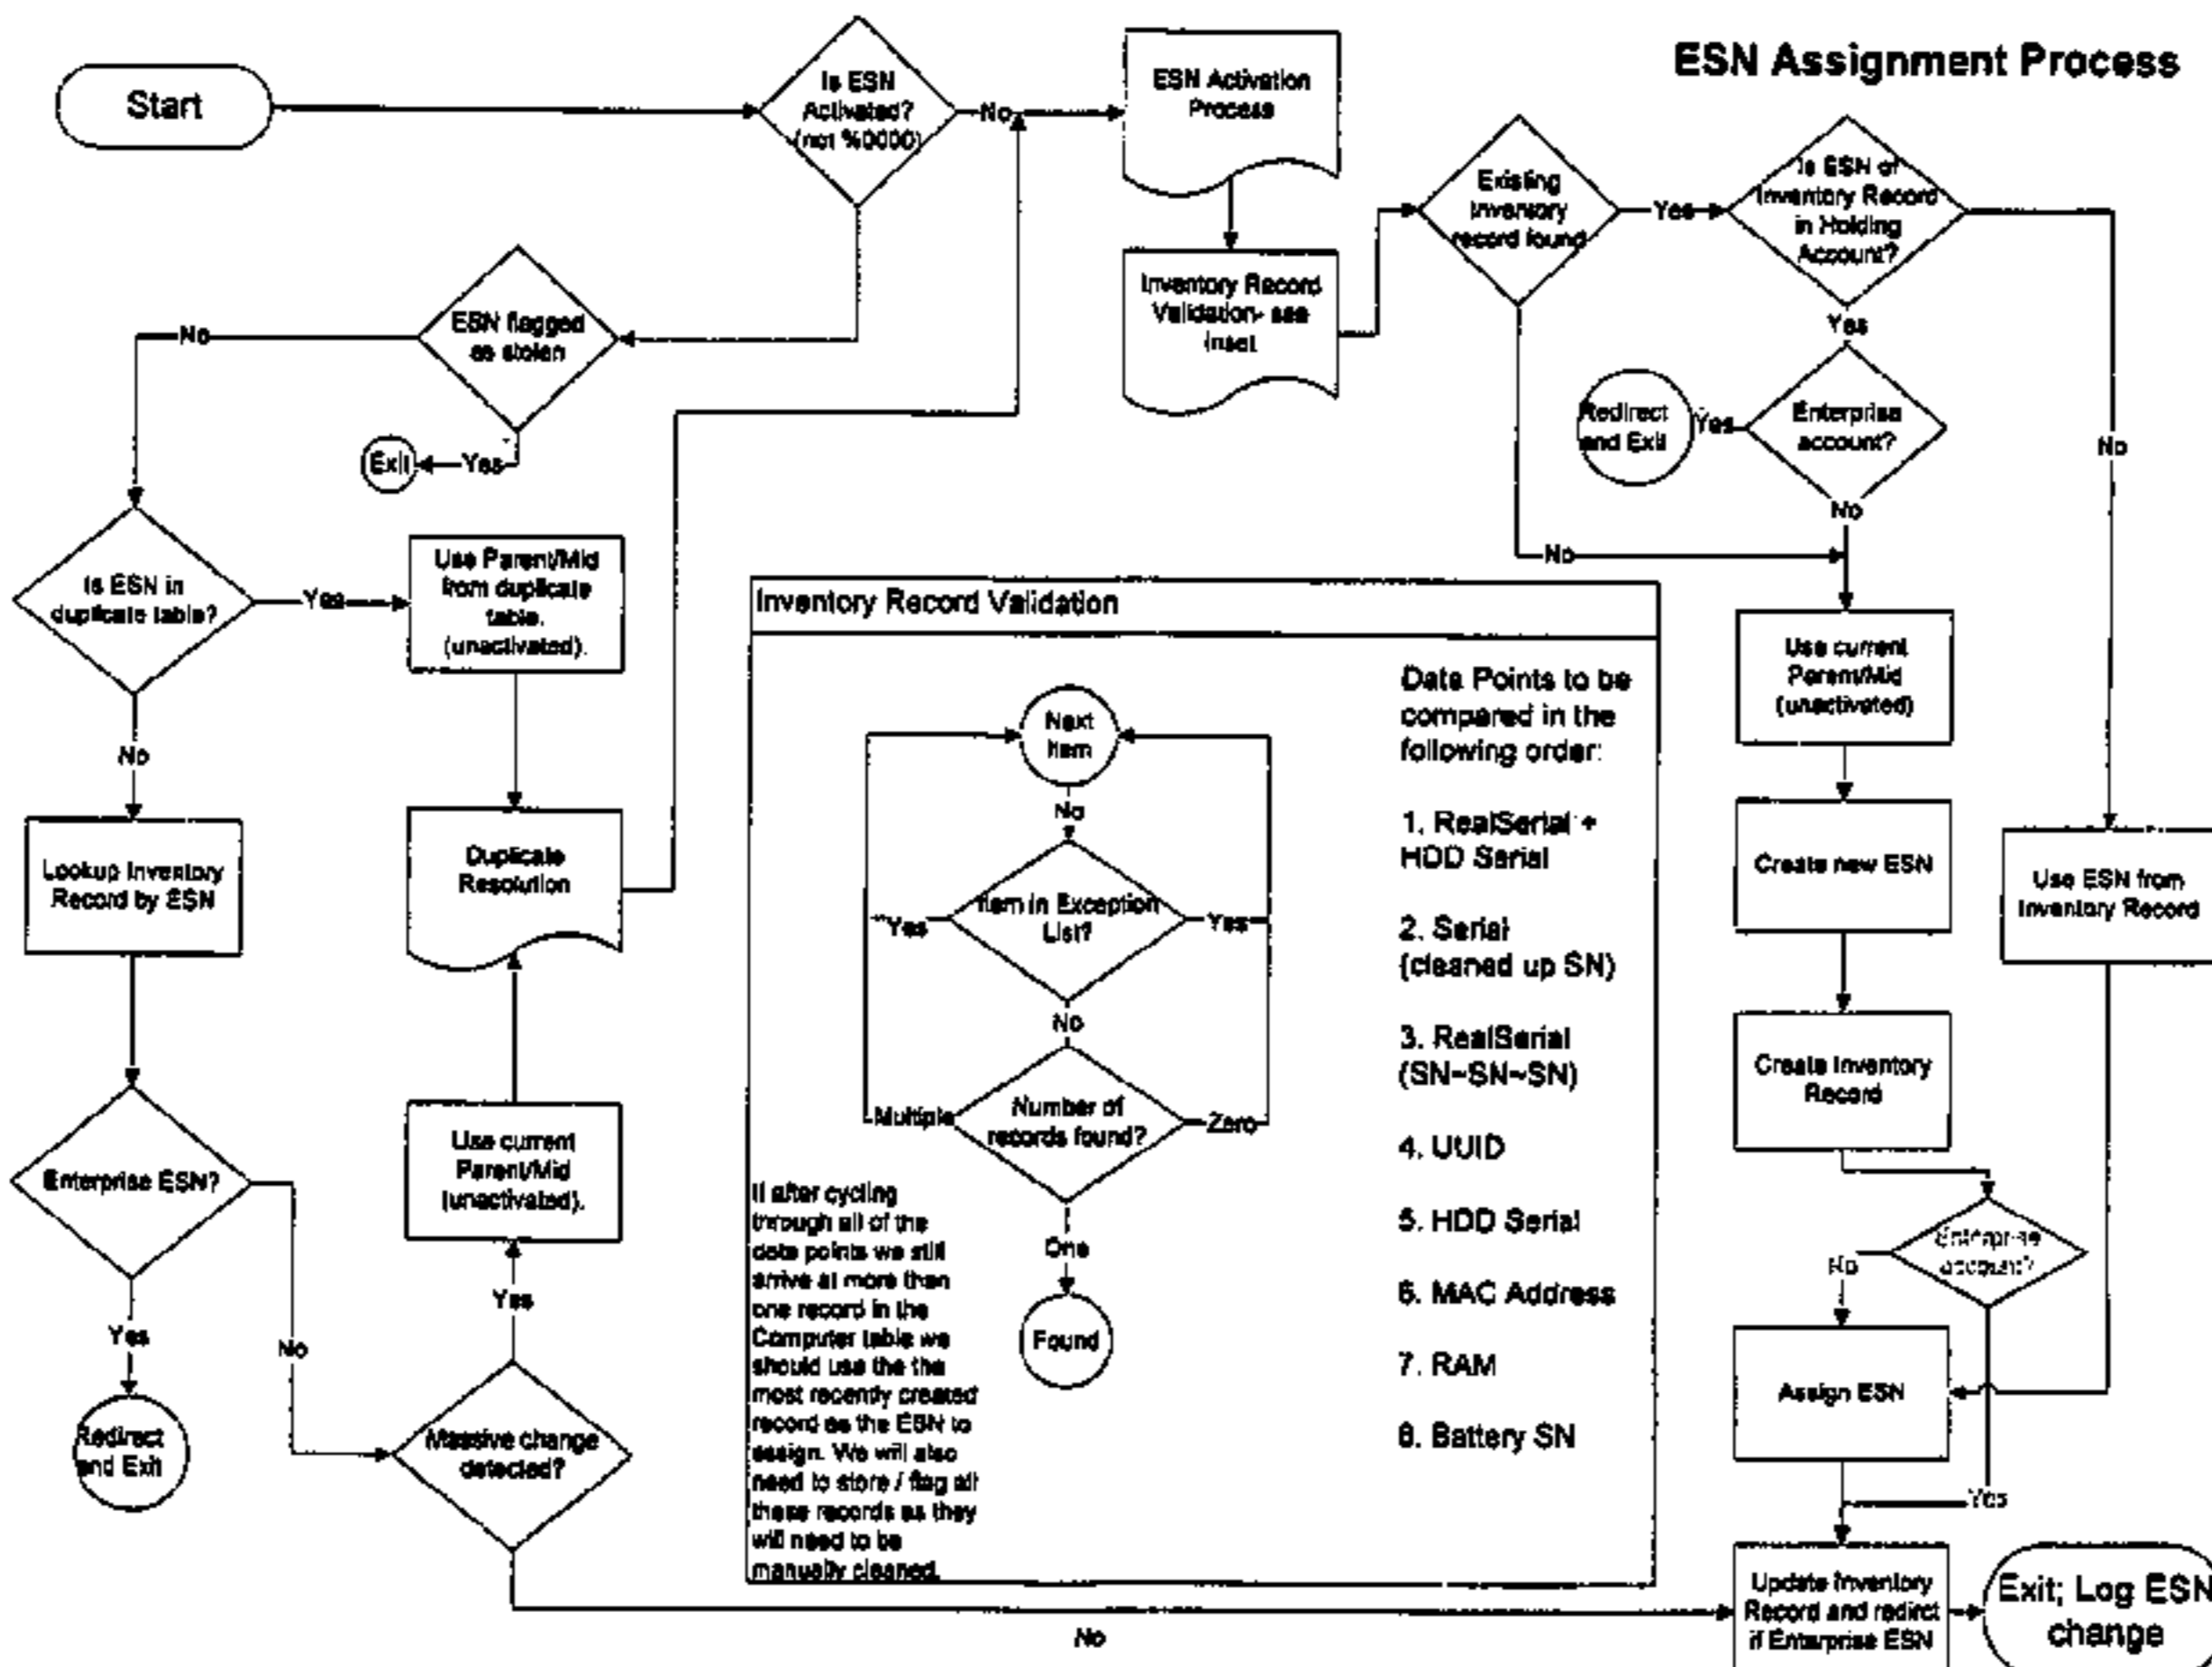 ESN Assignment Process
Start
Is ESN
Activated?
(not %0000)
No
ESN Activation
Process
Inventory Record
Validation- see
inset
Existing
Inventory
record found
Yes
Is ESN of
Inventory Record
in Holding
Account?
Yes
No
Enterprise
account?
Yes
Redirect
and Exit
No
No
ESN flagged
as stolen
No
Yes
Exit
Is ESN in
duplicate table?
Yes
Use Parent/Mid
from duplicate
table.
(unactivated).
No
Lookup Inventory
Record by ESN
Duplicate
Resolution
Enterprise ESN?
Yes
Redirect
and Exit
No
Use current
Parent/Mid
(unactivated).
Yes
Massive change
detected?
No
Inventory Record Validation
Next
Item
No
Item in Exception
List?
Yes
Yes
No
Number of
records found?
Multiple
Zero
One
Found
If after cycling
through all of the
data points we still
arrive at more than
one record in the
Computer table we
should use the the
most recently created
record as the ESN to
assign. We will also
need to store / flag all
these records as they
will need to be
manually cleaned.
Data Points to be
compared in the
following order:
1. RealSerial +
HDD Serial
2. Serial
(cleaned up SN)
3. RealSerial
(SN~SN~SN)
4. UUID
5. HDD Serial
6. MAC Address
7. RAM
8. Battery SN
Use current
Parent/Mid
(unactivated)
Create new ESN
Create Inventory
Record
Use ESN from
Inventory Record
Enterprise
account?
No
Yes
Assign ESN
Update Inventory
Record and redirct
if Enterprise ESN
Exit; Log ESN
change